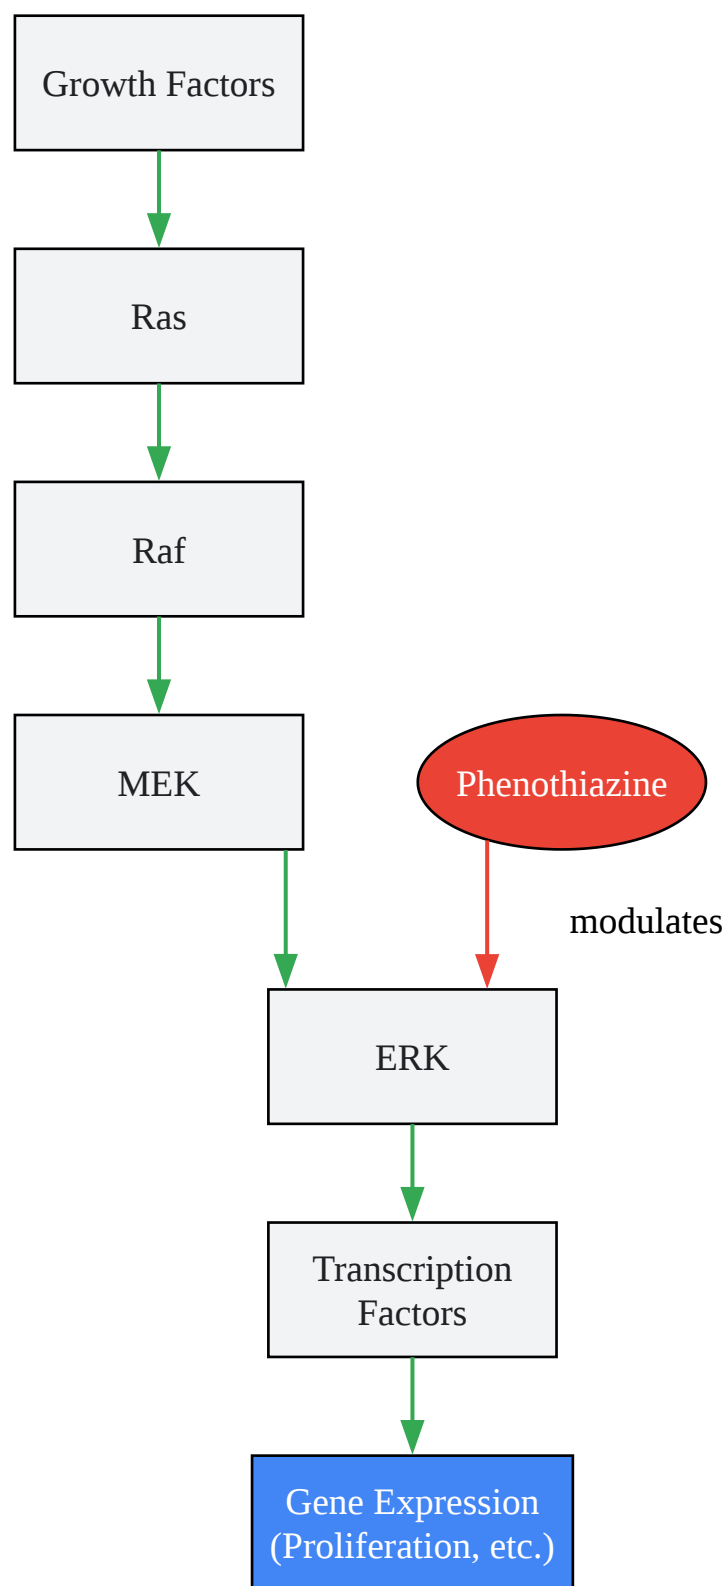 Growth Factors
Ras
Raf
MEK
Phenothiazine
modulates
ERK
Transcription
Factors
Gene Expression
(Proliferation, etc.)